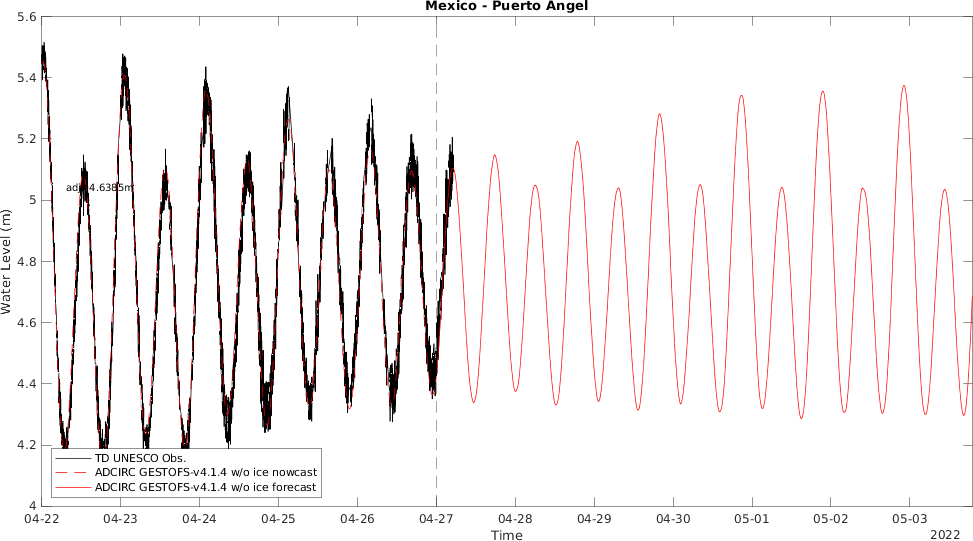 Mexico - Puerto Angel
5.6
5.4
5.2
5
4.8
4.6
4.4
4.2
4
Water Level (m)
TD UNESCO Obs.
ADCIRC GESTOFS-v4.1.4 w/o ice nowcast
ADCIRC GESTOFS-v4.1.4 w/o ice forecast
04-22 04-23 04-24 04-25 04-26 04-27 04-28 04-29 04-30 05-01 05-02 05-03
Time
2022